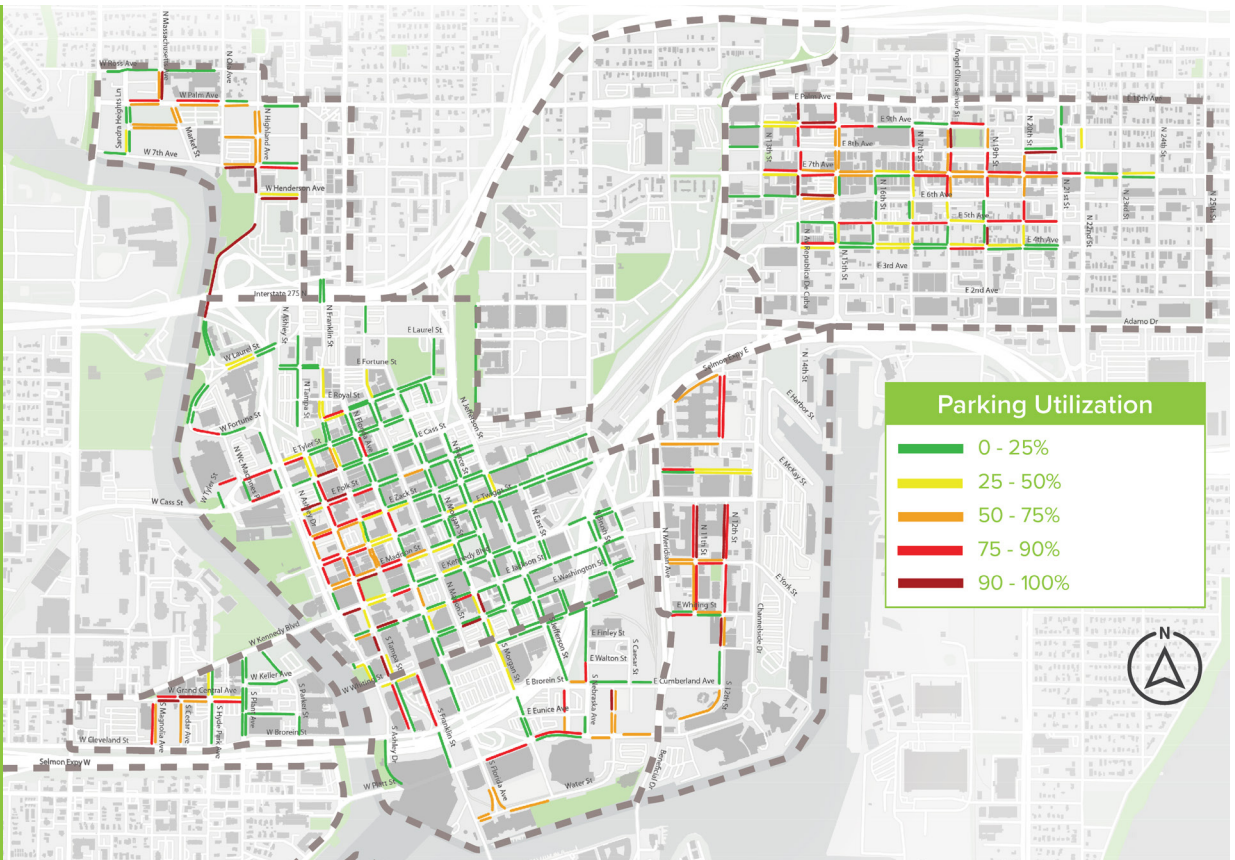 N Massachusetts Ave
W Ross Ave
N Ola Ave
W Palm Ave
Sandra Heights Ln
N Highland Ave
Market St
W 7th Ave
W Henderson Ave
Interstate 275 N
N Ashley St
N Franklin St
E Laurel St
W Laurel St
E Fortune St
N Tampa St
E Royal St
N Florida Ave
N Jefferson St
W Fortune St
E Cass St
E Tyler St
N Pierce St
W Tyler St
E Polk St
E Zack St
E Twiggs St
W Cass St
N Ashley Dr
N Morgan St
N East St
E Madison St
E Kennedy Blvd
E Jackson St
E Washington St
N Marion St
W Kennedy Blvd
S Tampa St
S Jefferson St
E Finley St
S Morgan St
E Walton St
S Caesar St
W Whiting St
E Brorein St
E Cumberland Ave
S Nebraska Ave
E Eunice Ave
S Franklin St
S Ashley Dr
W Keller Ave
W Grand Central Ave
S Parker St
S Plant Ave
S Magnolia Ave
S Cedar Ave
S Hyde Park Ave
W Brorein St
W Cleveland St
Selmon Expy W
W Platt St
S Florida Ave
Water St
Beneficial Dr
S 12th St
Channelside Dr
E York St
E Whiting St
N Meridian Ave
N 11th St
N 12th St
E McKay St
E Harbor St
N 14th St
Selmon Expy E
Adamo Dr
E 2nd Ave
E 3rd Ave
E 4th Ave
E 5th Ave
E 6th Ave
E 7th Ave
E 8th Ave
E 9th Ave
E Palm Ave
E 10th Ave
Angel Oliva Senior St
N 13th St
N Av Republica De Cuba
N 15th St
N 16th St
N 17th St
N 19th St
N 20th St
N 21st St
N 22nd St
N 23rd St
N 24th St
N 25th St
Parking Utilization
0 - 25%
25 - 50%
50 - 75%
75 - 90%
90 - 100%
N